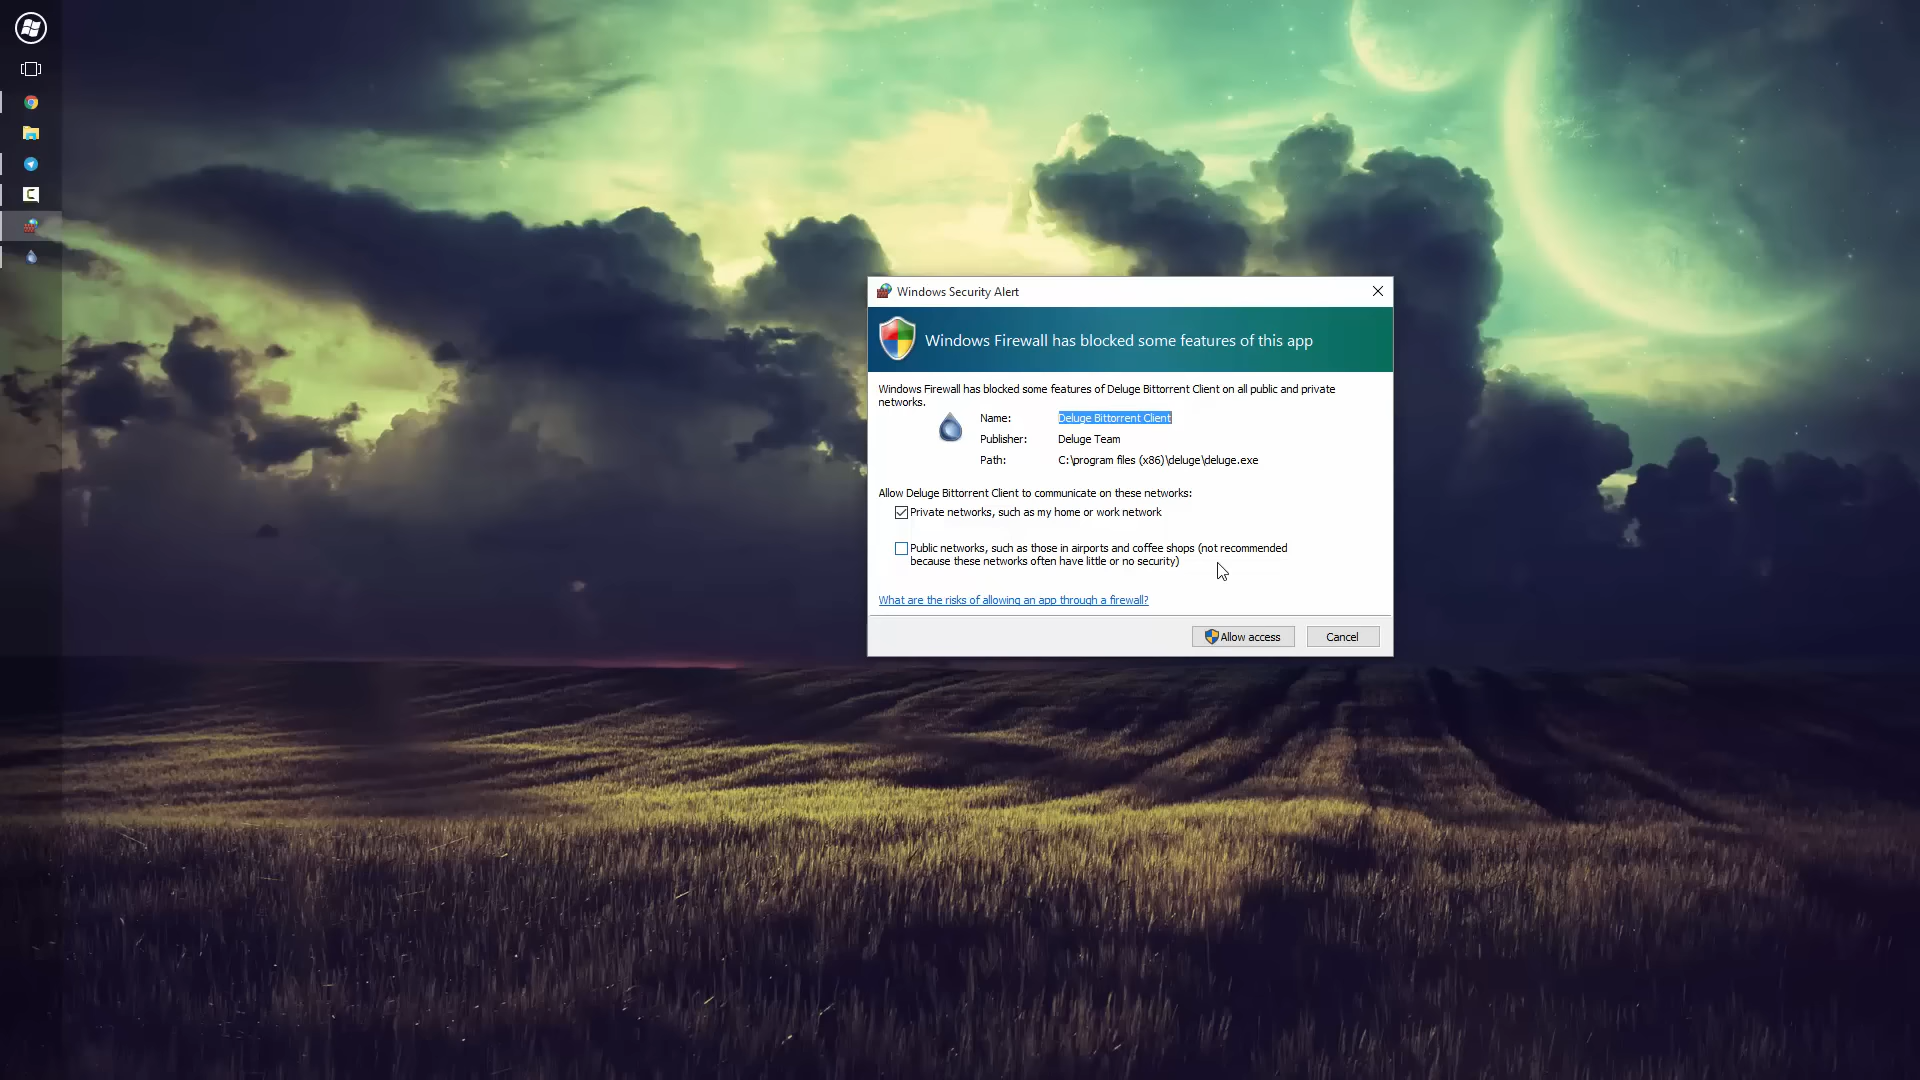 Windows Security Alert
Windows Firewall has blocked some features of this app
Windows Firewall has blocked some features of Deluge Bittorrent Client on all public and private
networks.
Name: Deluge Bittorrent Client
Publisher: Deluge Team
Path: C:\program files (x86)\deluge\deluge.exe
Allow Deluge Bittorrent Client to communicate on these networks:
Private networks, such as my home or work network
Public networks, such as those in airports and coffee shops (not recommended
because these networks often have little or no security)
What are the risks of allowing an app through a firewall?
Allow access Cancel